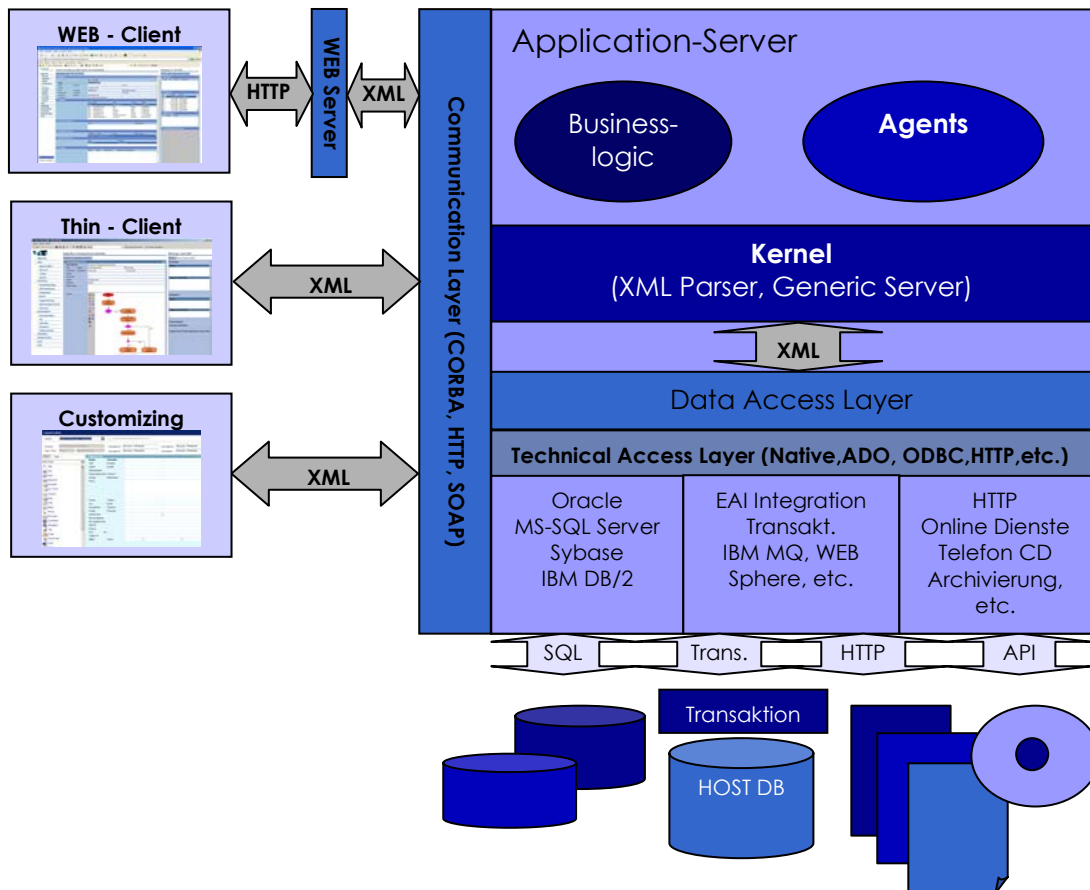 WEB - Client
HTTP
WEB Server
XML
Thin - Client
XML
Customizing
XML
Communication Layer (CORBA, HTTP, SOAP)
Application-Server
Business-
logic
Agents
Kernel
(XML Parser, Generic Server)
XML
Data Access Layer
Technical Access Layer (Native,ADO, ODBC,HTTP,etc.)
Oracle
MS-SQL Server
Sybase
IBM DB/2
EAI Integration
Transakt.
IBM MQ, WEB
Sphere, etc.
HTTP
Online Dienste
Telefon CD
Archivierung,
etc.
SQL
Trans.
HTTP
API
Transaktion
HOST DB